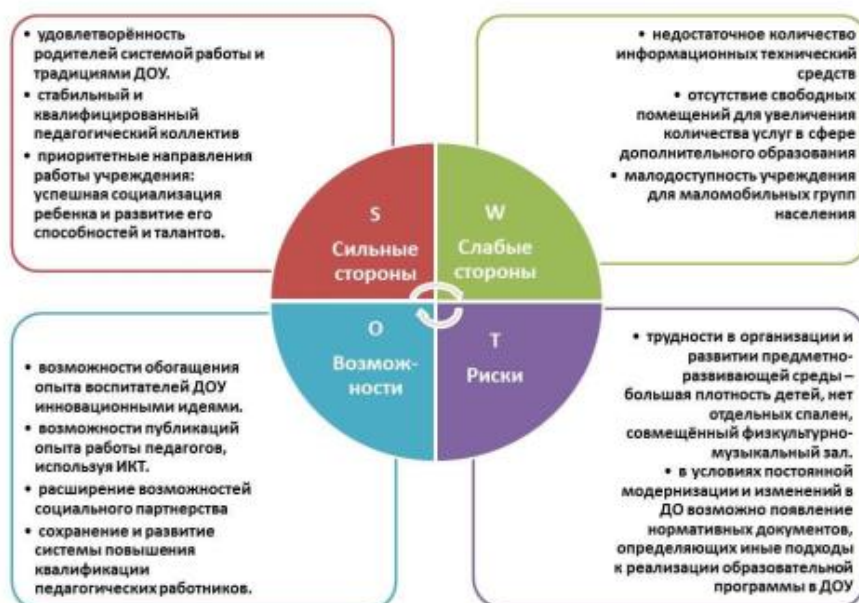 • удовлетворённость
родителей системой работы и
традициями ДОУ.
• стабильный и
квалифицированный
педагогический коллектив
• приоритетные направления
работы учреждения:
успешная социализация
ребенка и развитие его
способностей и талантов.
• недостаточное количество
информационных технический
средств
• отсутствие свободных
помещений для увеличения
количества услуг в сфере
дополнительного образования
• малодоступность учреждения
для маломобильных групп
населения
S
Сильные
стороны
W
Слабые
стороны
O
Возмож-
ности
T
Риски
• возможности обогащения
опыта воспитателей ДОУ
инновационными идеями.
• возможности публикаций
опыта работы педагогов,
используя ИКТ.
• расширение возможностей
социального партнерства
• сохранение и развитие
системы повышения
квалификации
педагогических работников.
• трудности в организации и
развитии предметно-
развивающей среды –
большая плотность детей, нет
отдельных спален,
совмещённый физкультурно-
музыкальный зал.
• в условиях постоянной
модернизации и изменений в
ДО возможно появление
нормативных документов,
определяющих иные подходы
к реализации образовательной
программы в ДОУ